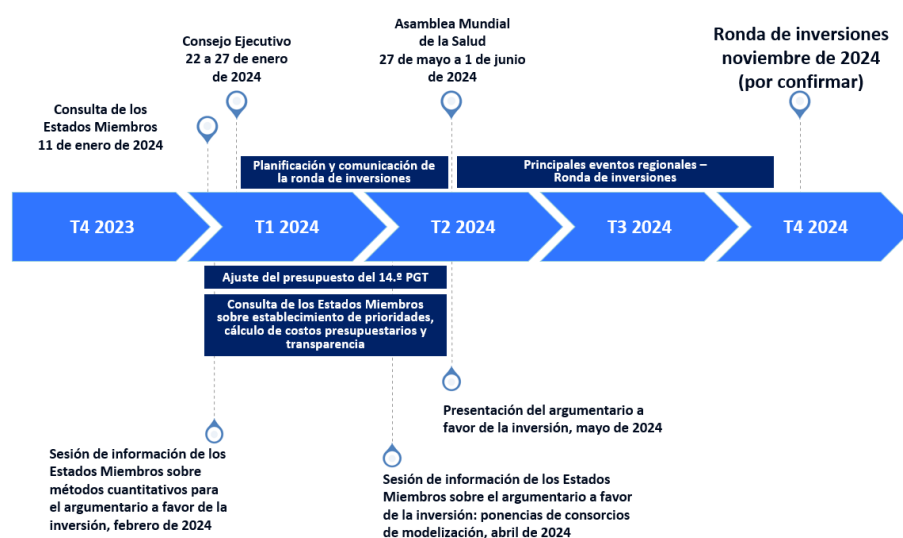 Consulta de los
Estados Miembros
11 de enero de 2024
Consejo Ejecutivo
22 a 27 de enero
de 2024
Asamblea Mundial
de la Salud
27 de mayo a 1 de junio
de 2024
Ronda de inversiones
noviembre de 2024
(por confirmar)
Planificación y comunicación de
la ronda de inversiones
Principales eventos regionales –
Ronda de inversiones
T4 2023
T1 2024
T2 2024
T3 2024
T4 2024
Ajuste del presupuesto del 14.º PGT
Consulta de los Estados Miembros
sobre establecimiento de prioridades,
cálculo de costos presupuestarios y
transparencia
Sesión de información de los
Estados Miembros sobre
métodos cuantitativos para
el argumentario a favor de la
inversión, febrero de 2024
Sesión de información de los Estados
Miembros sobre el argumentario a favor
de la inversión: ponencias de consorcios
de modelización, abril de 2024
Presentación del argumentario a
favor de la inversión, mayo de 2024